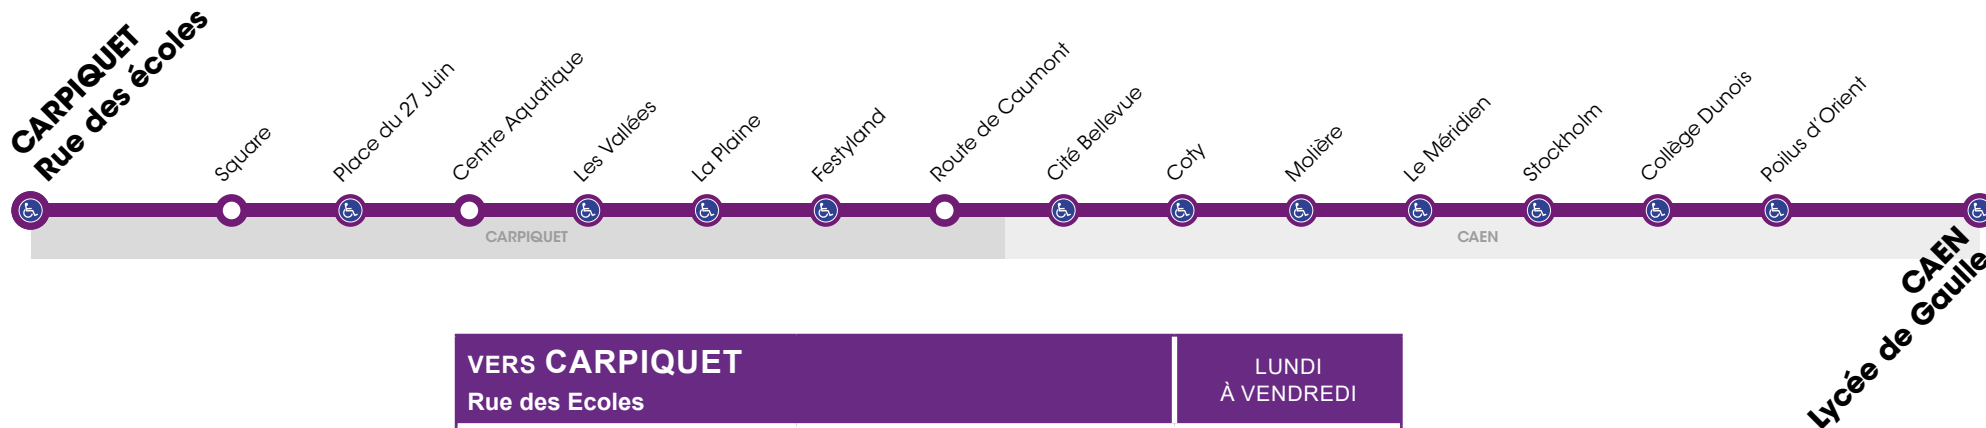 CARPIQUET
Rue des écoles
Square
Place du 27 Juin
Centre Aquatique
Les Vallées
La Plaine
Festyland
Route de Caumont
Cité Bellevue
Coty
Molière
Le Méridien
Stockholm
Collège Dunois
Poilus d'Orient
CAEN
Lycée de Gaulle
CARPIQUET
CAEN
VERS CARPIQUET
Rue des Ecoles
LUNDI
À VENDREDI